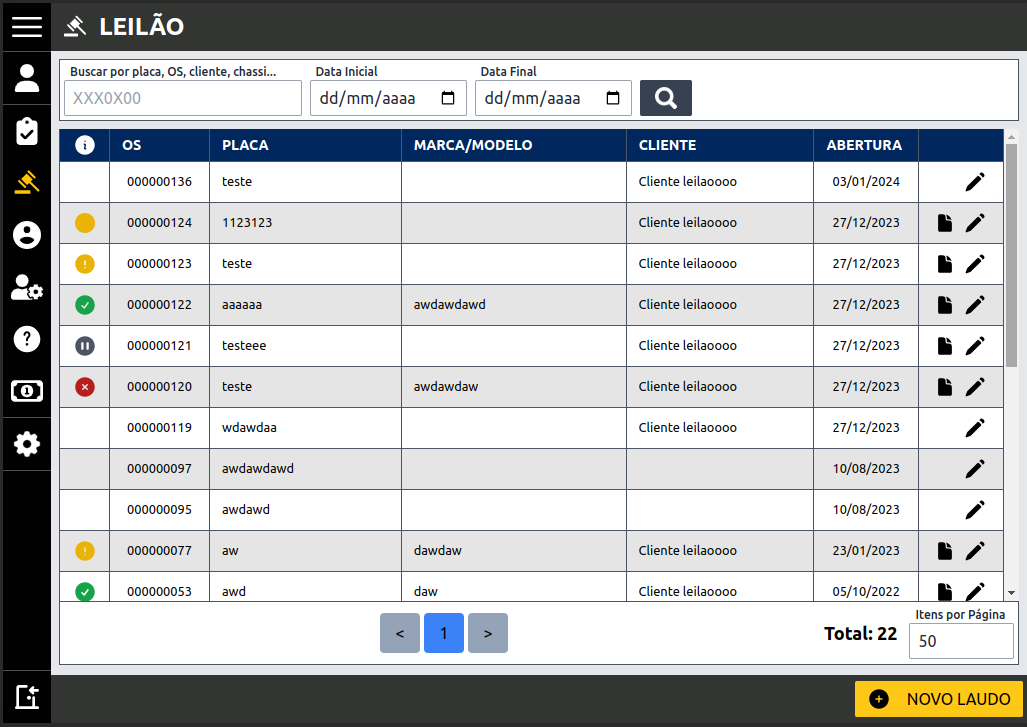 LEILÃO
Buscar por placa, OS, cliente, chassi...
Data Inicial
Data Final
XXX0X00
dd/mm/aaaa
dd/mm/aaaa
OS PLACA MARCA/MODELO CLIENTE ABERTURA
000000136 teste Cliente leilaoooo 03/01/2024
000000124 1123123 Cliente leilaoooo 27/12/2023
000000123 teste Cliente leilaoooo 27/12/2023
000000122 aaaaaa awdawdawd Cliente leilaoooo 27/12/2023
000000121 testeee Cliente leilaoooo 27/12/2023
000000120 teste awdawdaw Cliente leilaoooo 27/12/2023
000000119 wdawdaa Cliente leilaoooo 27/12/2023
000000097 awdawdawd 10/08/2023
000000095 awdawd 10/08/2023
000000077 aw dawdaw Cliente leilaoooo 23/01/2023
000000053 awd daw Cliente leilaoooo 05/10/2022
< 1 >
Total: 22
Itens por Página
50
NOVO LAUDO